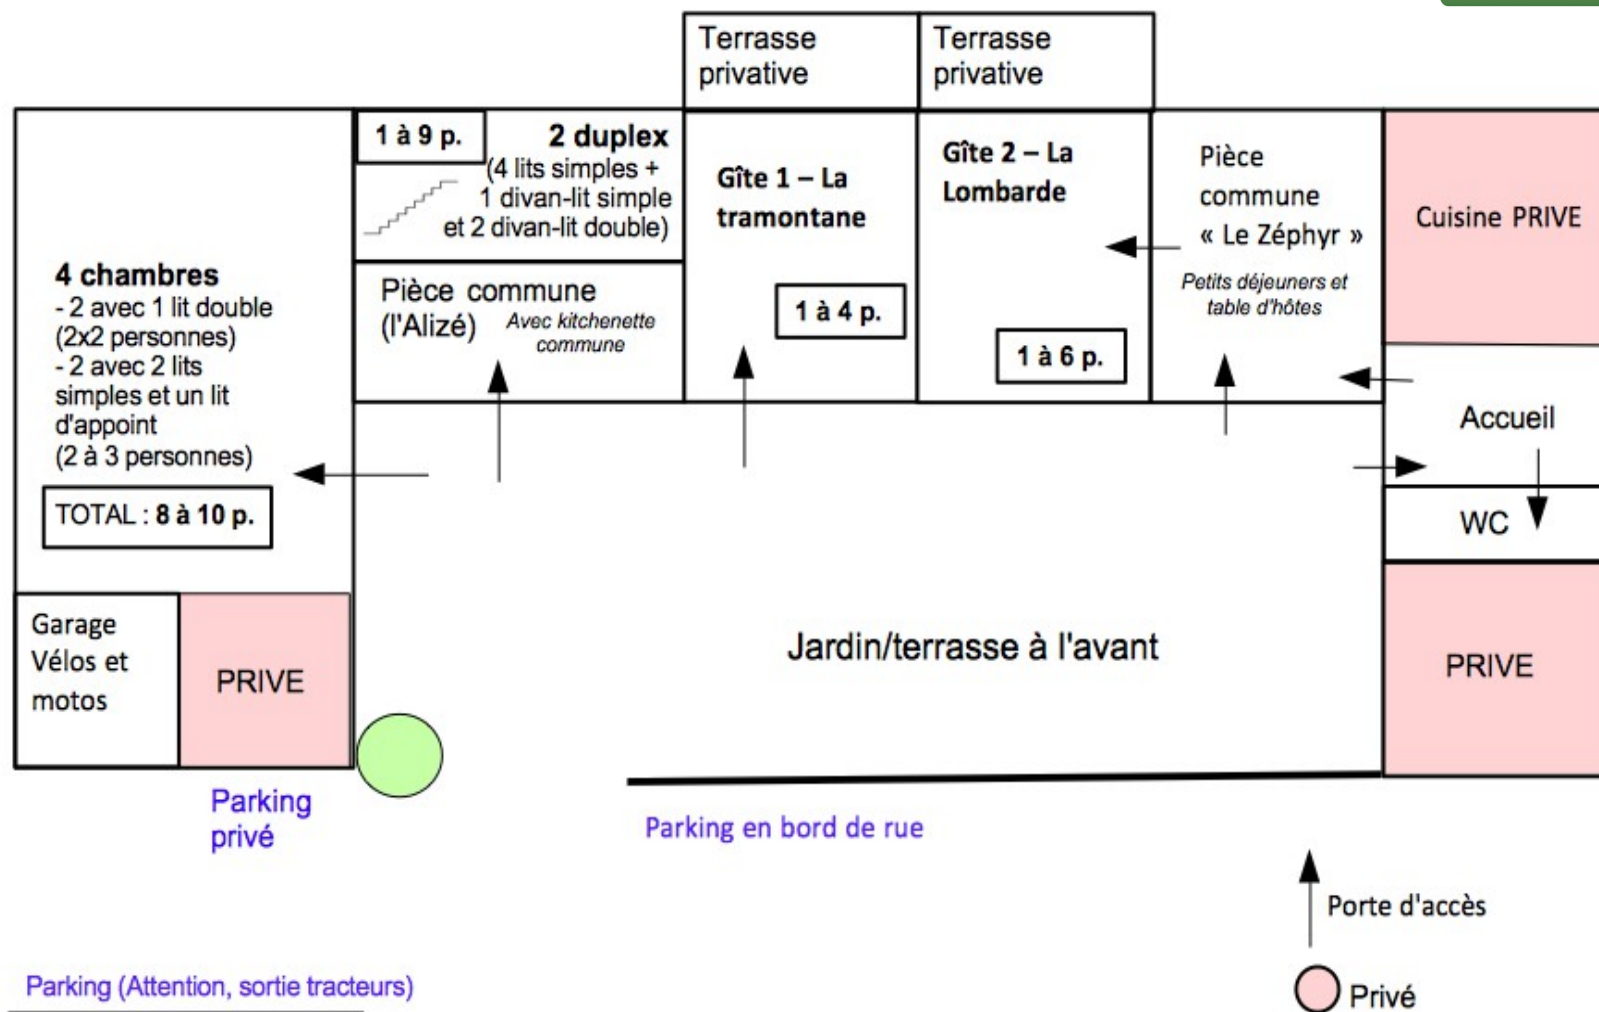 Terrasse
privative
Terrasse
privative
1 à 9 p.
2 duplex
(4 lits simples +
1 divan-lit simple
et 2 divan-lit double)
Gîte 1 – La
tramontane
1 à 4 p.
Gîte 2 – La
Lombarde
1 à 6 p.
Pièce
commune
« Le Zéphyr »
Petits déjeuners et
table d'hôtes
Cuisine PRIVE
4 chambres
- 2 avec 1 lit double
(2x2 personnes)
- 2 avec 2 lits
simples et un lit
d'appoint
(2 à 3 personnes)
TOTAL : 8 à 10 p.
Pièce commune
(l'Alizé) Avec kitchenette
commune
Accueil
WC
Garage
Vélos et
motos
PRIVE
Jardin/terrasse à l'avant
PRIVE
Parking
privé
Parking en bord de rue
Porte d'accès
Parking (Attention, sortie tracteurs)
Privé